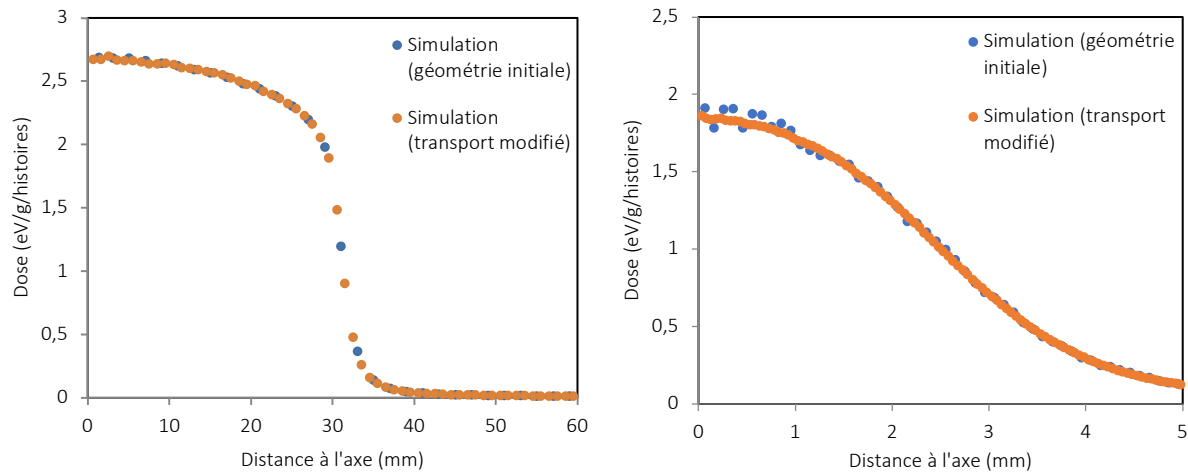 3
2,5
2
1,5
1
0,5
0
0
10
20
30
40
50
60
Dose (eV/g/histoires)
Distance à l'axe (mm)
Simulation
(géométrie initiale)
Simulation
(transport modifié)
2,5
2
1,5
1
0,5
0
0
1
2
3
4
5
Dose (eV/g/histoires)
Distance à l'axe (mm)
Simulation (géométrie
initiale)
Simulation (transport
modifié)